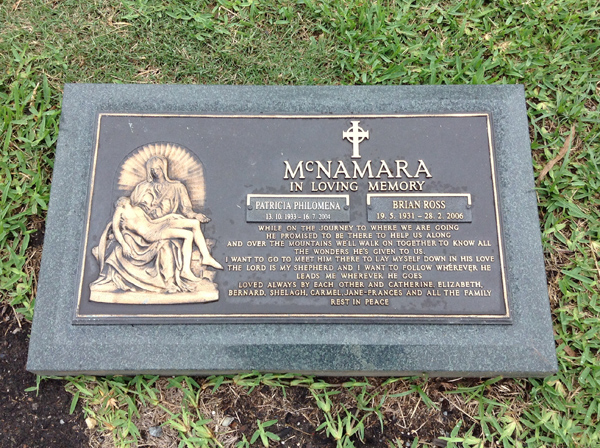 McNAMARA
IN LOVING MEMORY
PATRICIA PHILOMENA
13. 10. 1933 - 16. 7. 2004
BRIAN ROSS
19. 5. 1931 - 28. 2. 2006
WHILE ON THE JOURNEY TO WHERE WE ARE GOING
HE PROMISED TO BE THERE TO HELP US ALONG
AND OVER THE MOUNTAINS WE'LL WALK ON TOGETHER TO KNOW ALL
THE WONDERS HE'S GIVEN TO US
I WANT TO GO TO MEET HIM THERE TO LAY MYSELF DOWN IN HIS LOVE
THE LORD IS MY SHEPHERD AND I WANT TO FOLLOW WHEREVER HE
LEADS ME WHEREVER HE GOES
LOVED ALWAYS BY EACH OTHER AND CATHERINE, ELIZABETH,
BERNARD, SHELAGH, CARMEL, JANE-FRANCES AND ALL THE FAMILY
REST IN PEACE